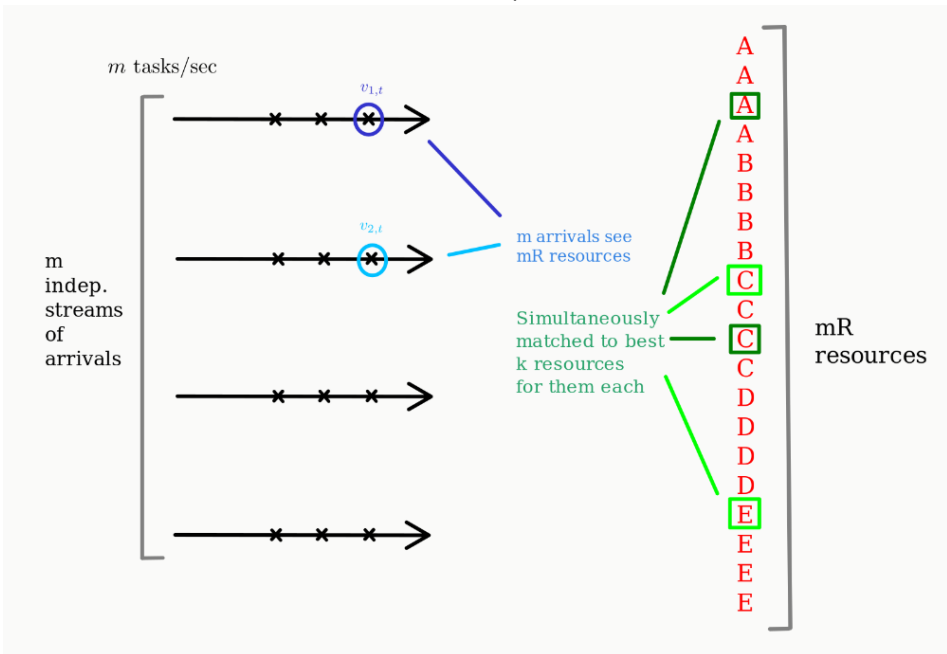 m tasks/sec
v1,t
v2,t
m
indep.
streams
of
arrivals
m arrivals see
mR resources
Simultaneously
matched to best
k resources
for them each
A
A
A
A
B
B
B
B
C
C
C
C
D
D
D
D
E
E
E
E
mR
resources